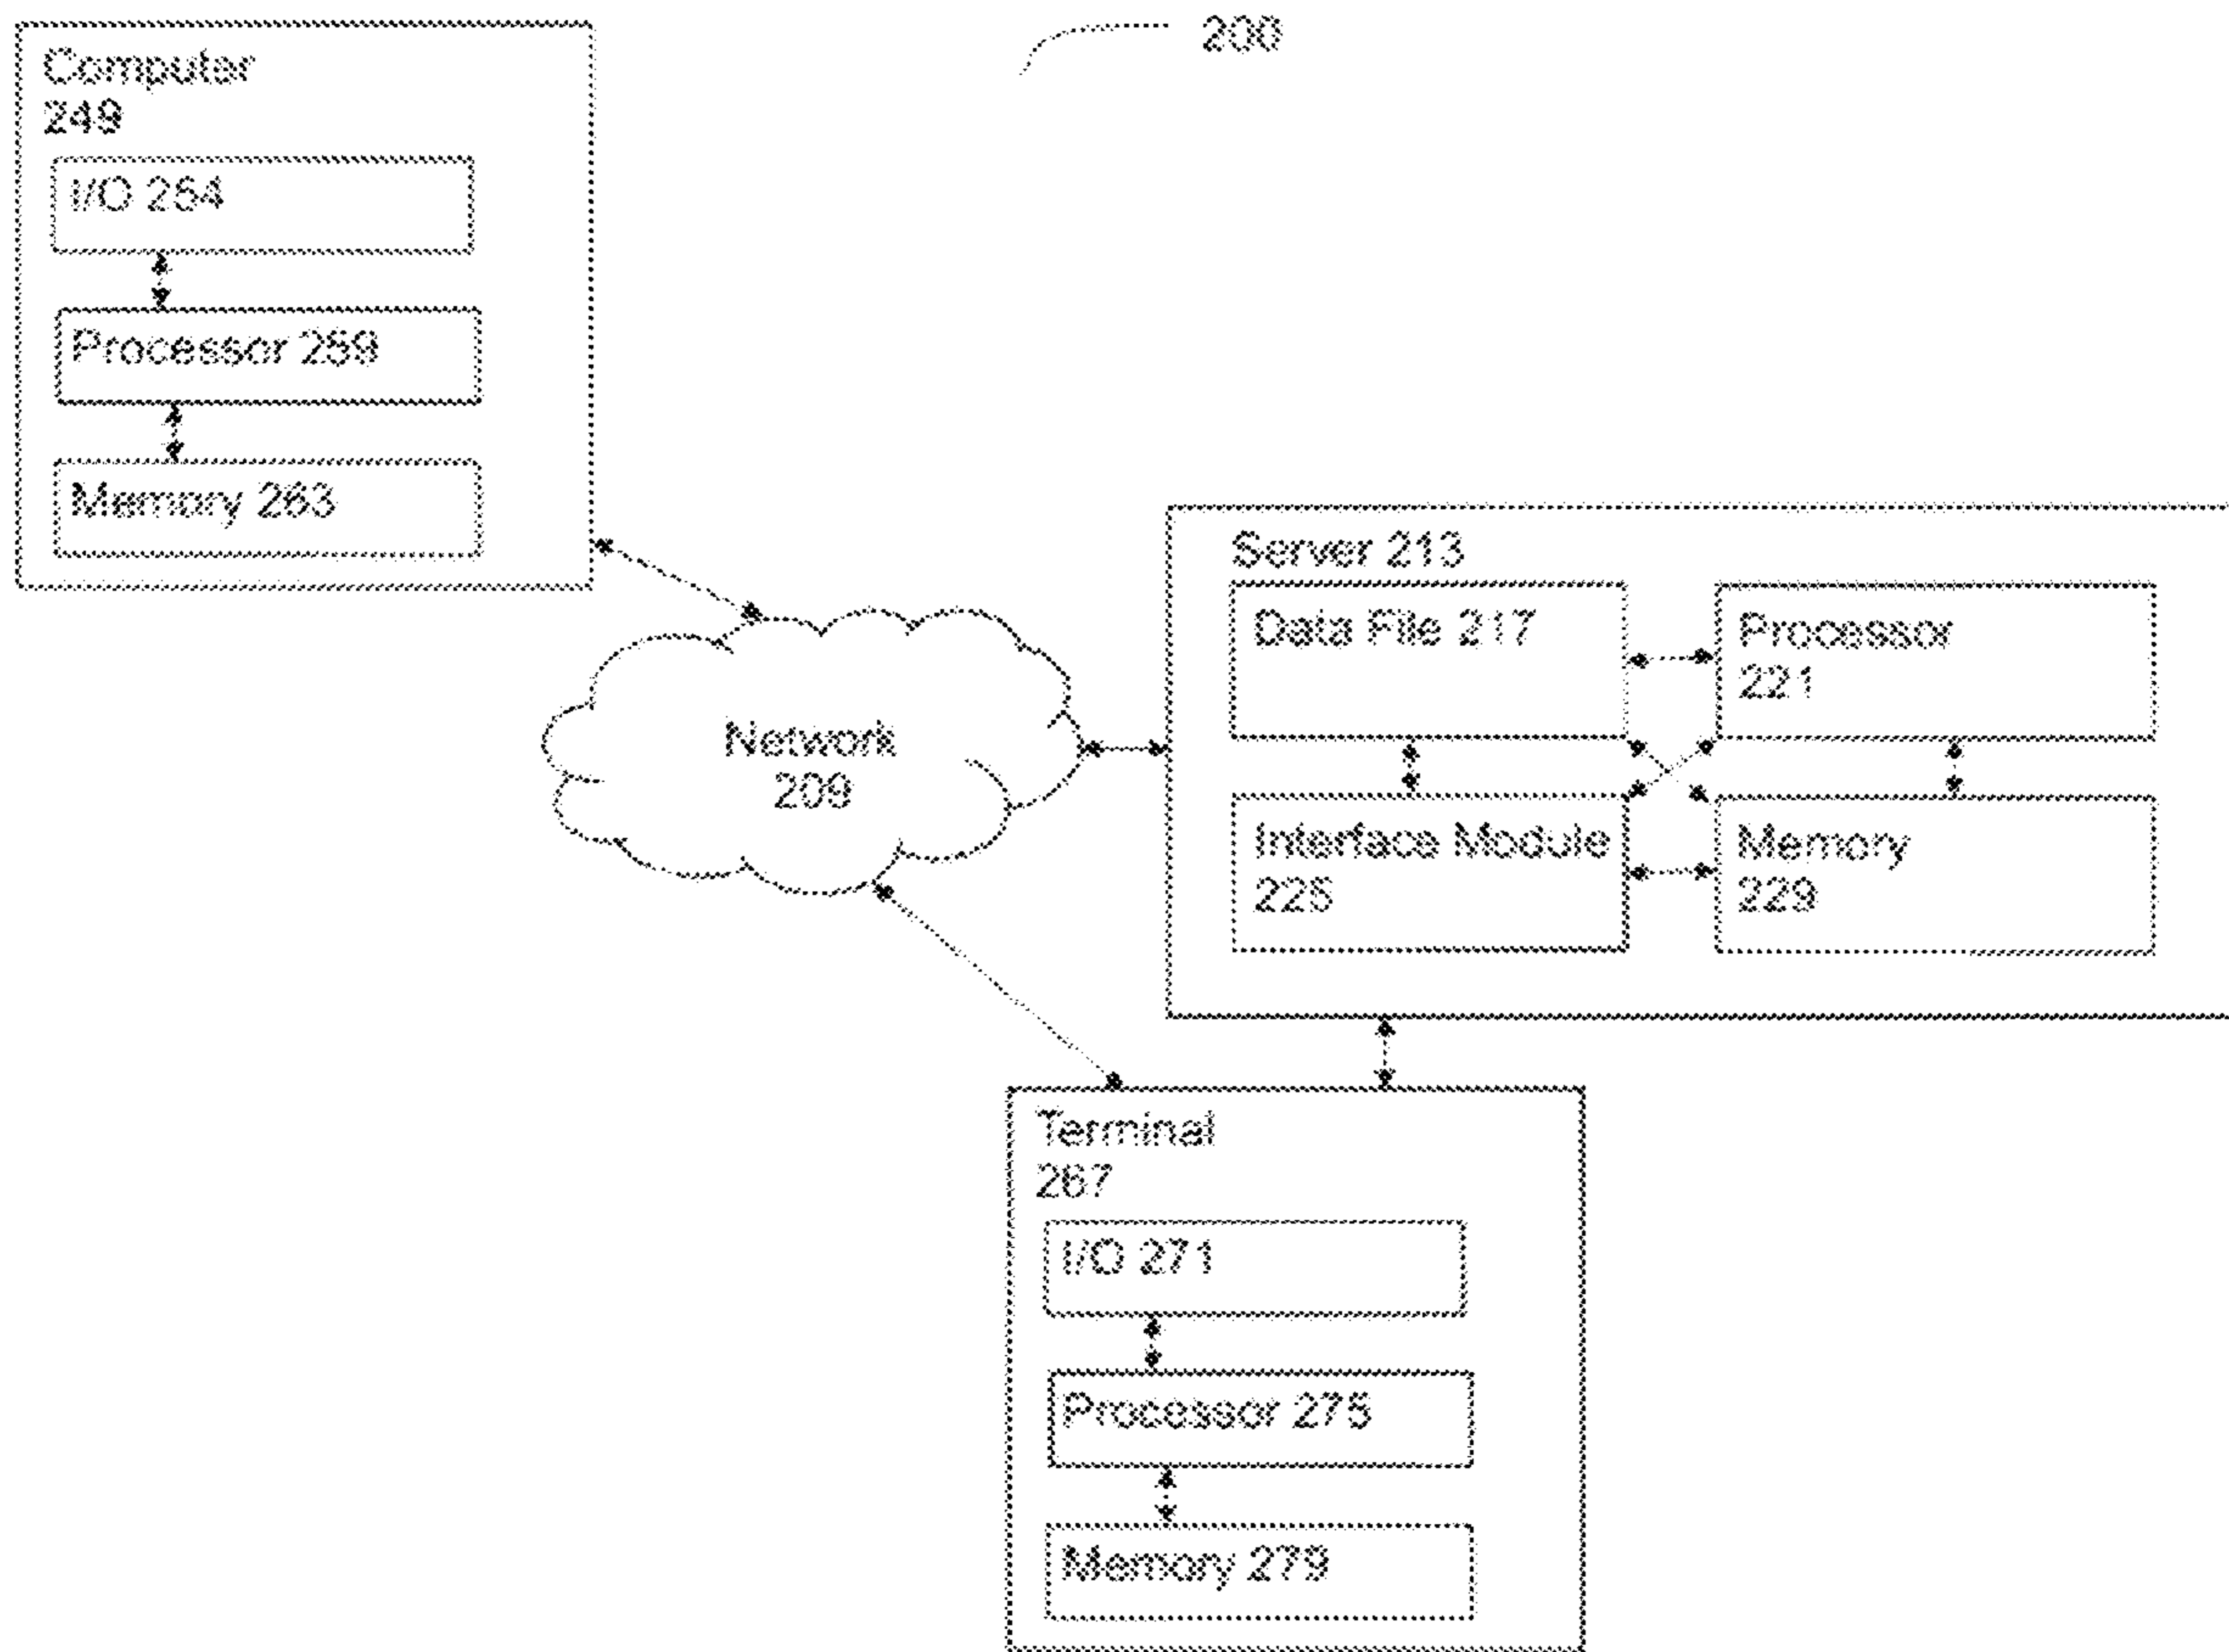 200
Computer
249
I/O 254
Processor 259
Memory 263
Network
209
Server 213
Data File 217
Processor
221
Interface Module
225
Memory
229
Terminal
267
I/O 271
Processor 275
Memory 279